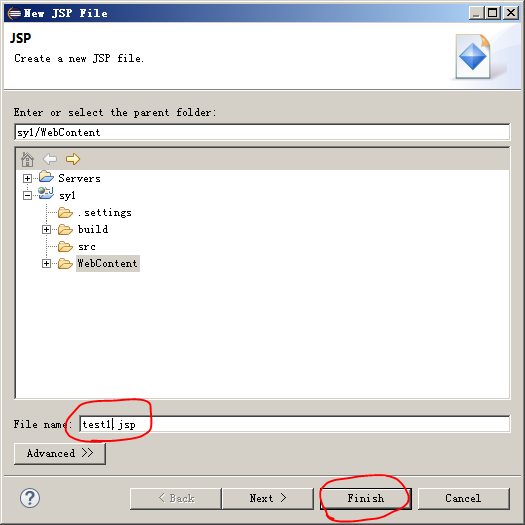 New JSP File
JSP
Create a new JSP file.
Enter or select the parent folder:
sy1/WebContent
Servers
sy1
.settings
build
src
WebContent
File name: test1.jsp
Advanced >>
? < Back Next > Finish Cancel